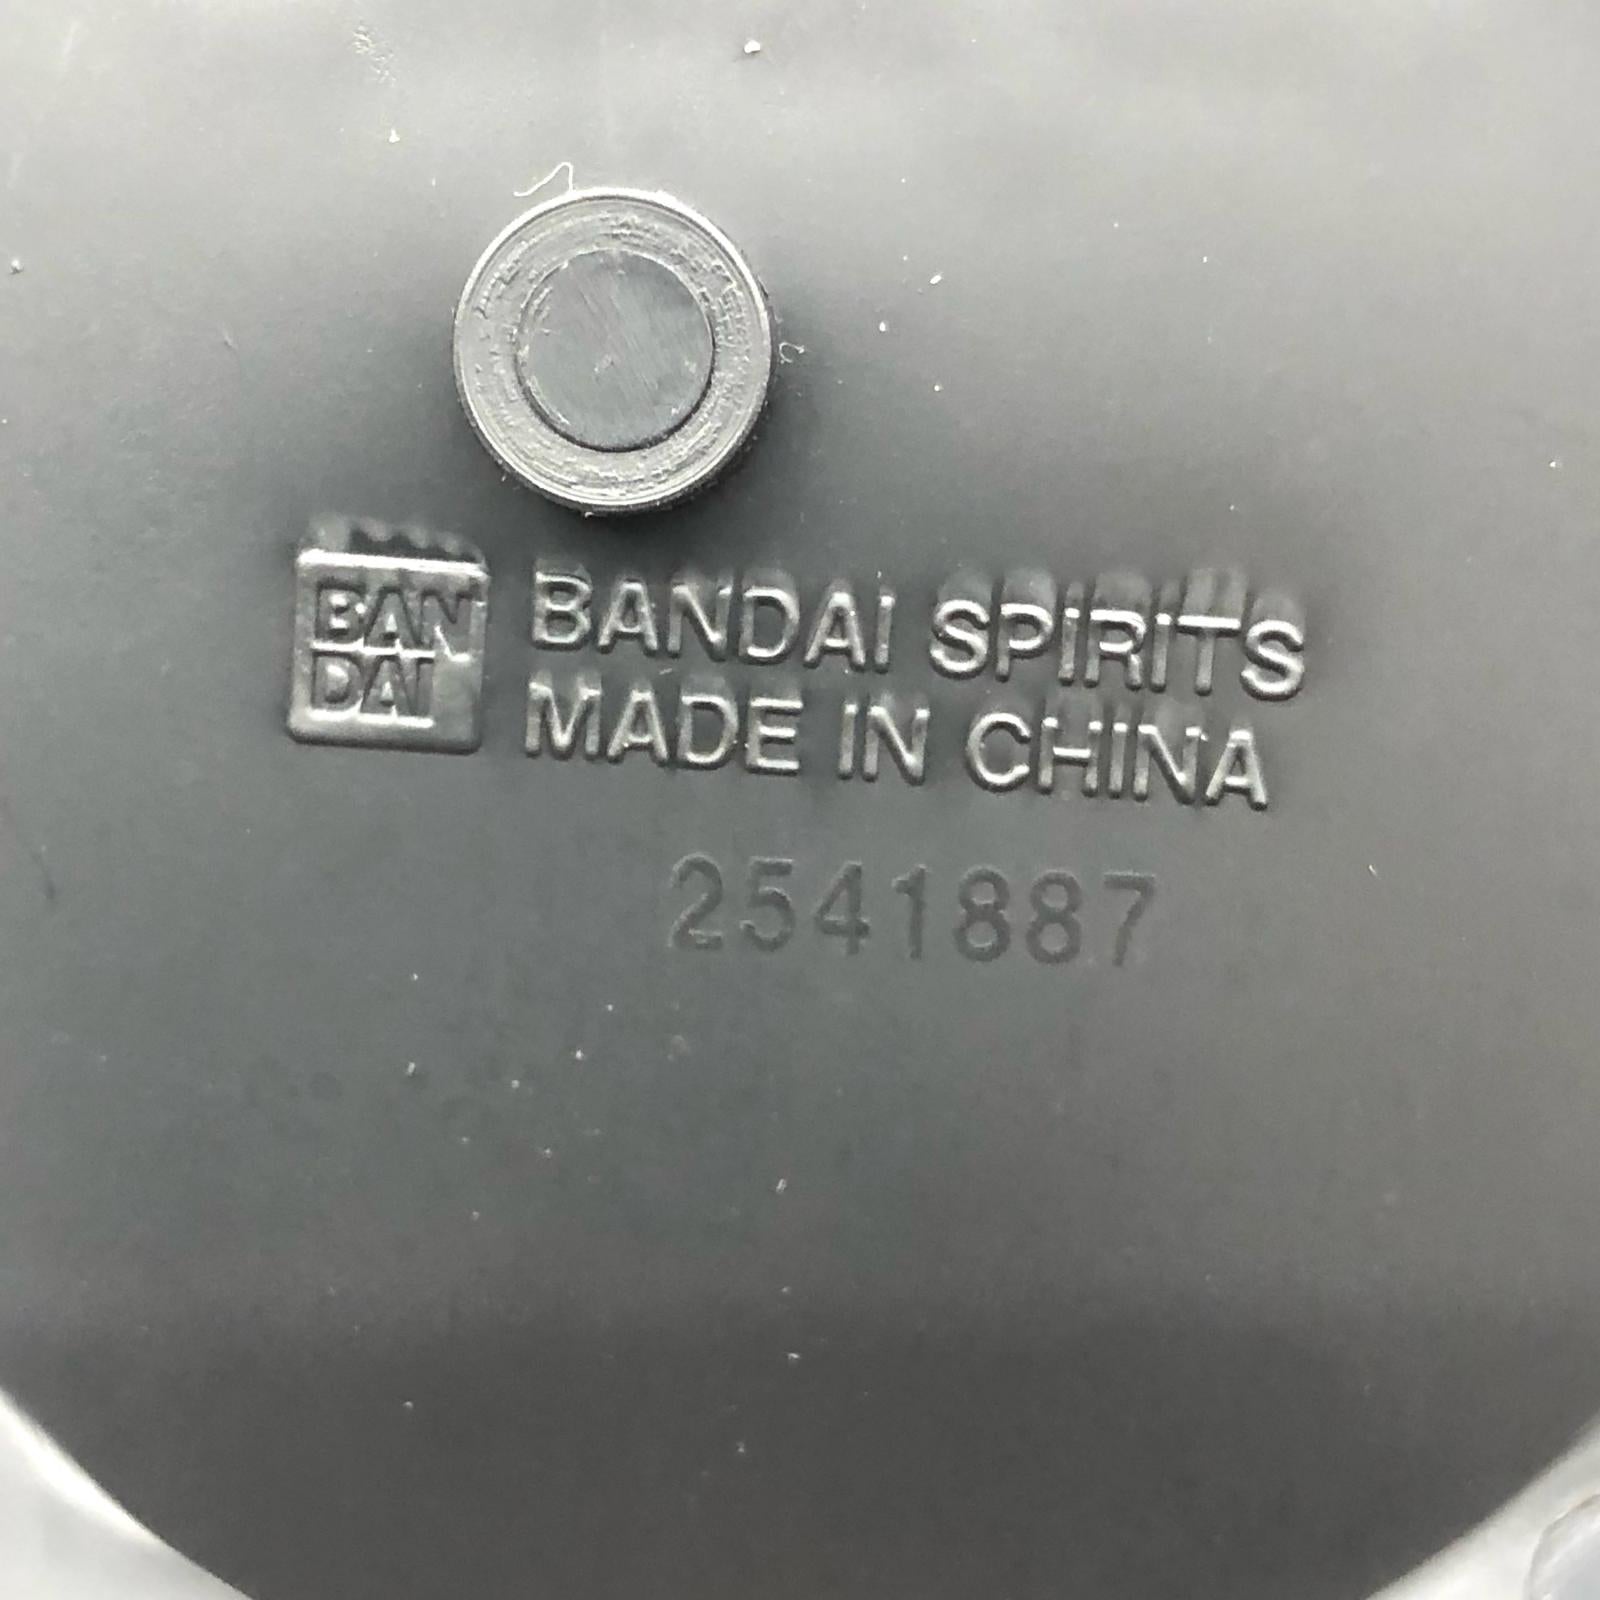 BAN
DAI
BANDAI SPIRITS
MADE IN CHINA
2541887